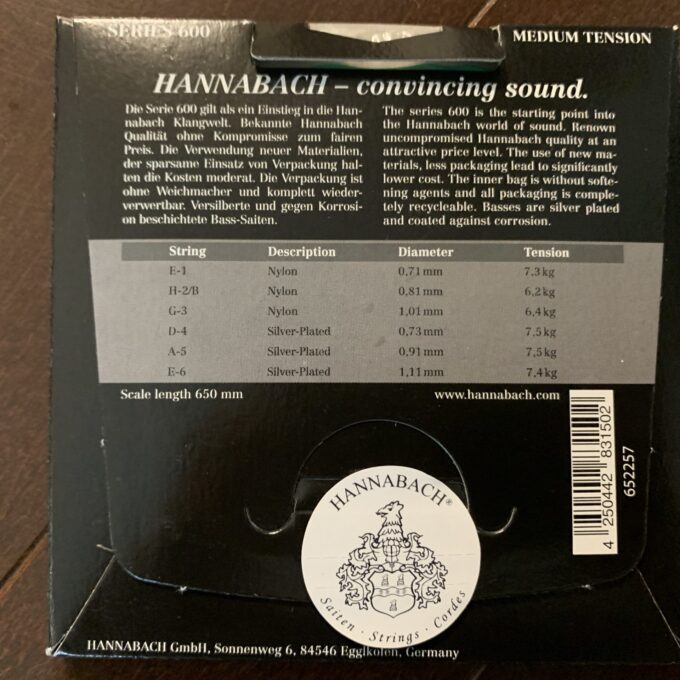 SERIES 600
MEDIUM TENSION
HANNABACH – convincing sound.
Die Serie 600 gilt als ein Einstieg in die Han-
nabach Klangwelt. Bekannte Hannabach
Qualität ohne Kompromisse zum fairen
Preis. Die Verwendung neuer Materialien,
der sparsame Einsatz von Verpackung hal-
ten die Kosten moderat. Die Verpackung ist
ohne Weichmacher und komplett wieder-
verwertbar. Versilberte und gegen Korrosi-
on beschichtete Bass-Saiten.
The series 600 is the starting point into
the Hannabach world of sound. Renown
uncompromised Hannabach quality at an
attractive price level. The use of new ma-
terials, less packaging lead to significantly
lower cost. The inner bag is without softe-
ning agents and all packaging is comple-
tely recycleable. Basses are silver plated
and coated against corrosion.
String Description Diameter Tension
E-1 Nylon 0,71 mm 7,3 kg
H-2/B Nylon 0,81 mm 6,2 kg
G-3 Nylon 1,01 mm 6,4 kg
D-4 Silver-Plated 0,73 mm 7,5 kg
A-5 Silver-Plated 0,91 mm 7,5 kg
E-6 Silver-Plated 1,11 mm 7,4 kg
Scale length 650 mm www.hannabach.com
4 250442 831502
652257
HANNABACH®
Saiten · Strings · Cordes
HANNABACH GmbH, Sonnenweg 6, 84546 Egglkofen, Germany